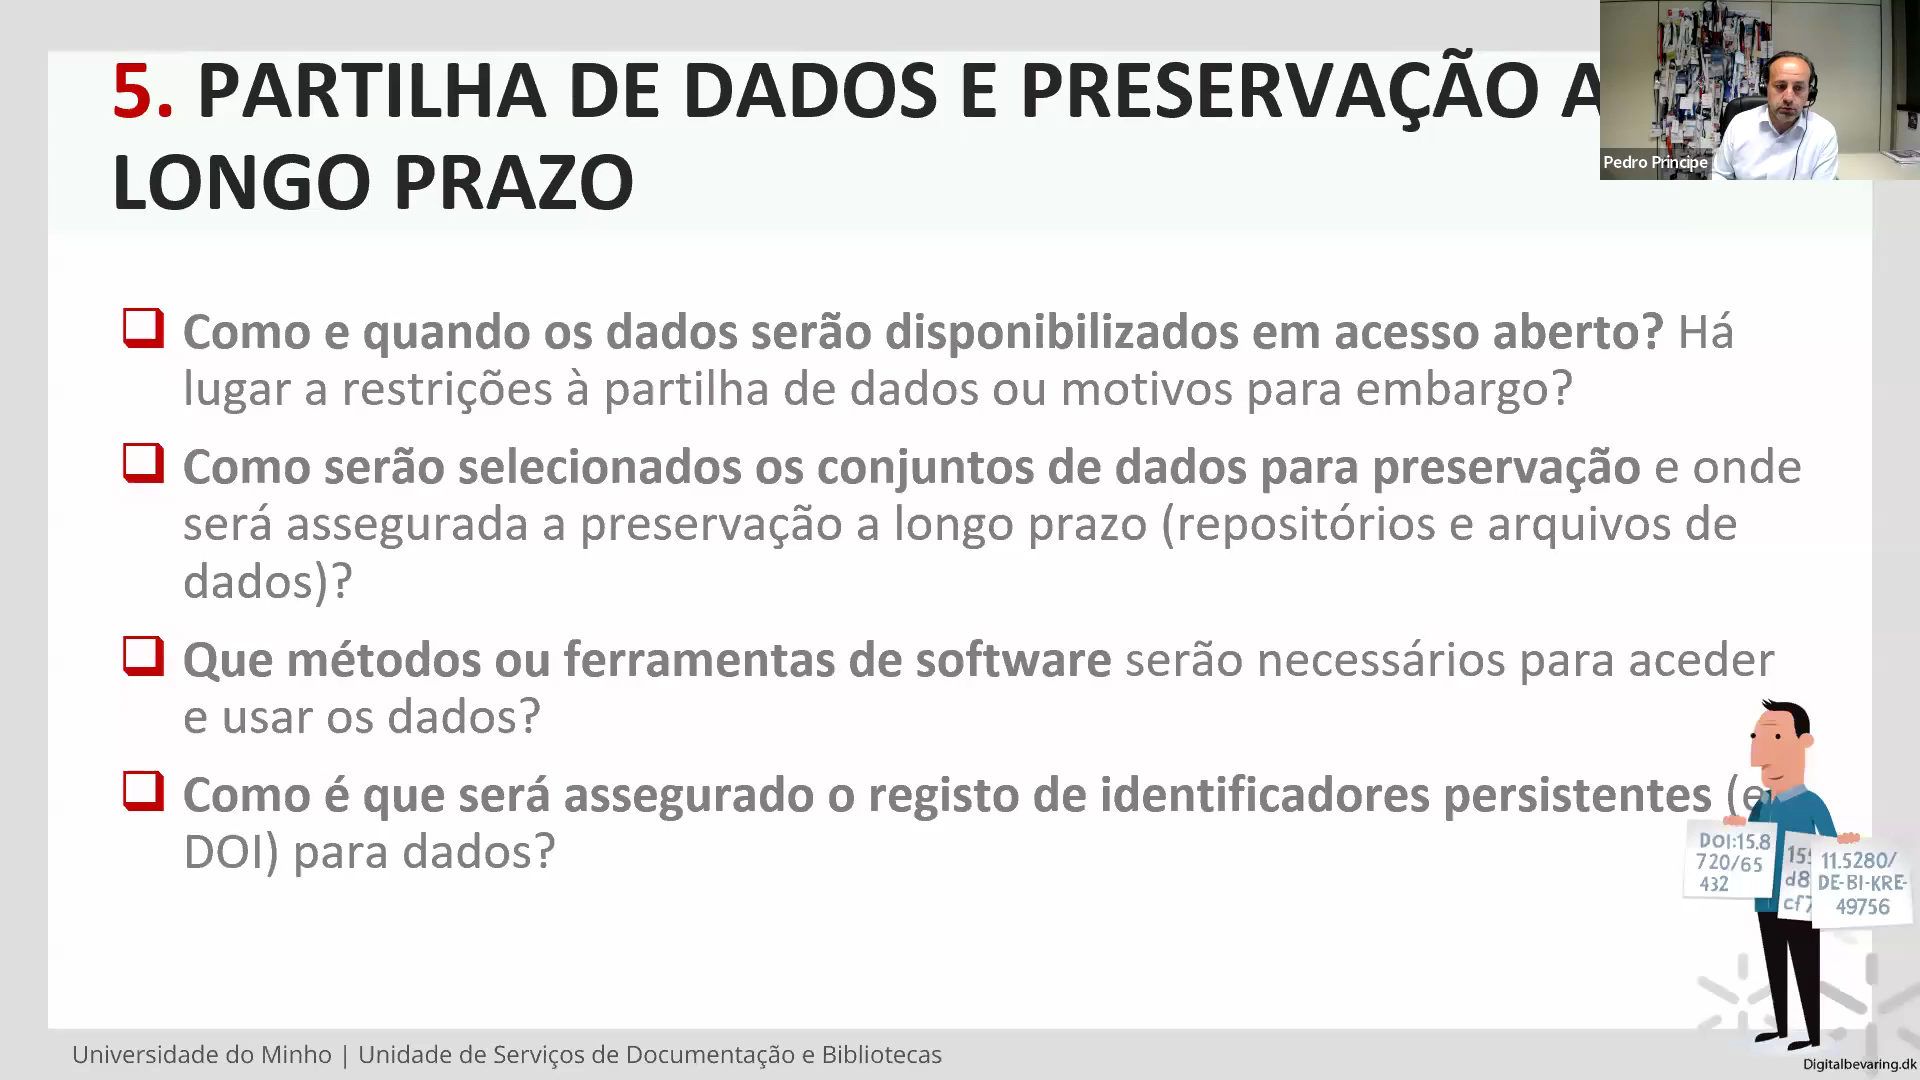 5. PARTILHA DE DADOS E PRESERVAÇÃO A
LONGO PRAZO
Pedro Principe
Como e quando os dados serão disponibilizados em acesso aberto? Há
lugar a restrições à partilha de dados ou motivos para embargo?
Como serão selecionados os conjuntos de dados para preservação e onde
será assegurada a preservação a longo prazo (repositórios e arquivos de
dados)?
Que métodos ou ferramentas de software serão necessários para aceder
e usar os dados?
Como é que será assegurado o registo de identificadores persistentes (e
DOI) para dados?
DOI:15.8
720/65
432
15
d8
cf7
11.5280/
DE-BI-KRE-
49756
Universidade do Minho | Unidade de Serviços de Documentação e Bibliotecas
Digitalbevaring.dk